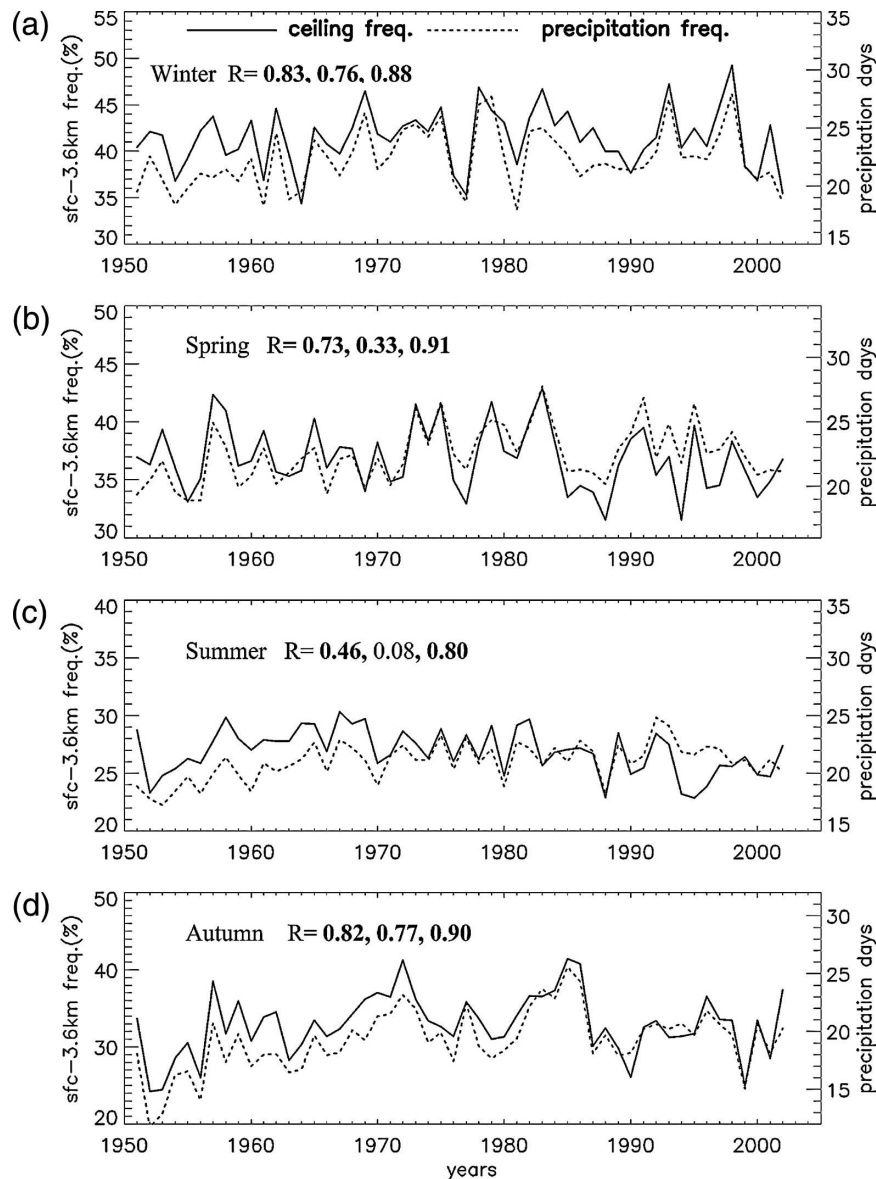 (a)
ceiling freq. precipitation freq.
Winter R= 0.83, 0.76, 0.88
sfc-3.6km freq.(%)
55
50
45
40
35
30
35
30
25
20
15
precipitation days
1950 1960 1970 1980 1990 2000
(b)
Spring R= 0.73, 0.33, 0.91
sfc-3.6km freq.(%)
50
45
40
35
30
30
25
20
precipitation days
1950 1960 1970 1980 1990 2000
(c)
Summer R= 0.46, 0.08, 0.80
sfc-3.6km freq.(%)
40
35
30
25
20
35
30
25
20
15
precipitation days
1950 1960 1970 1980 1990 2000
(d)
Autumn R= 0.82, 0.77, 0.90
sfc-3.6km freq.(%)
50
40
30
20
30
25
20
15
precipitation days
1950 1960 1970 1980 1990 2000
years